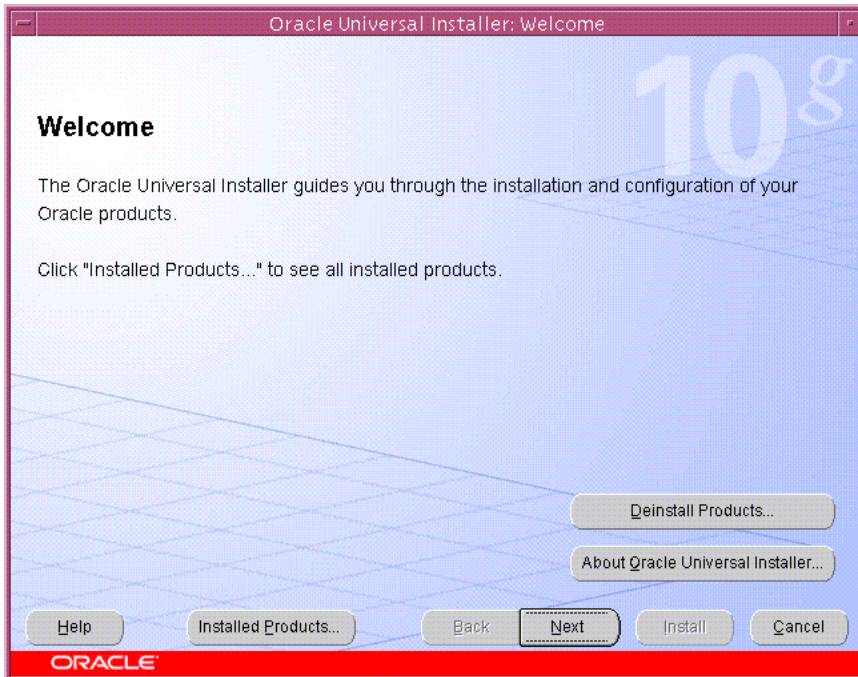 Oracle Universal Installer: Welcome
10g
Welcome
The Oracle Universal Installer guides you through the installation and configuration of your
Oracle products.
Click "Installed Products..." to see all installed products.
Deinstall Products...
About Oracle Universal Installer...
Help
Installed Products...
Back
Next
Install
Cancel
ORACLE